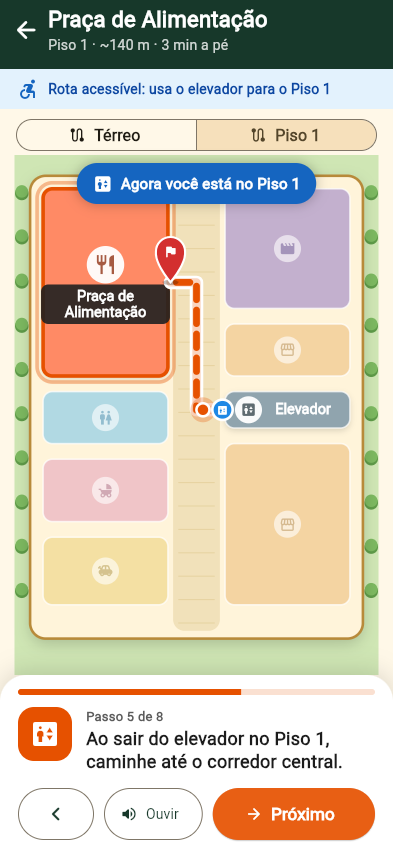 Praça de Alimentação
Piso 1 · ~140 m · 3 min a pé
Rota acessível: usa o elevador para o Piso 1
Térreo
Piso 1
Agora você está no Piso 1
Praça de
Alimentação
Elevador
Passo 5 de 8
Ao sair do elevador no Piso 1,
caminhe até o corredor central.
Ouvir
Próximo